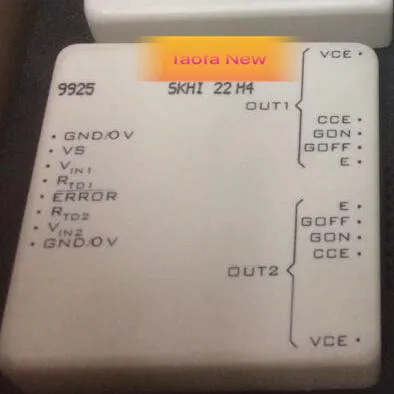 Taofa New
9925 SKHI 22 H4
VCE
OUT1
CCE
GON
GOFF
E
GND/0V
VS
VIN1
RTD1
ERROR
RTD2
VIN2
GND/0V
E
GOFF
GON
CCE
OUT2
VCE